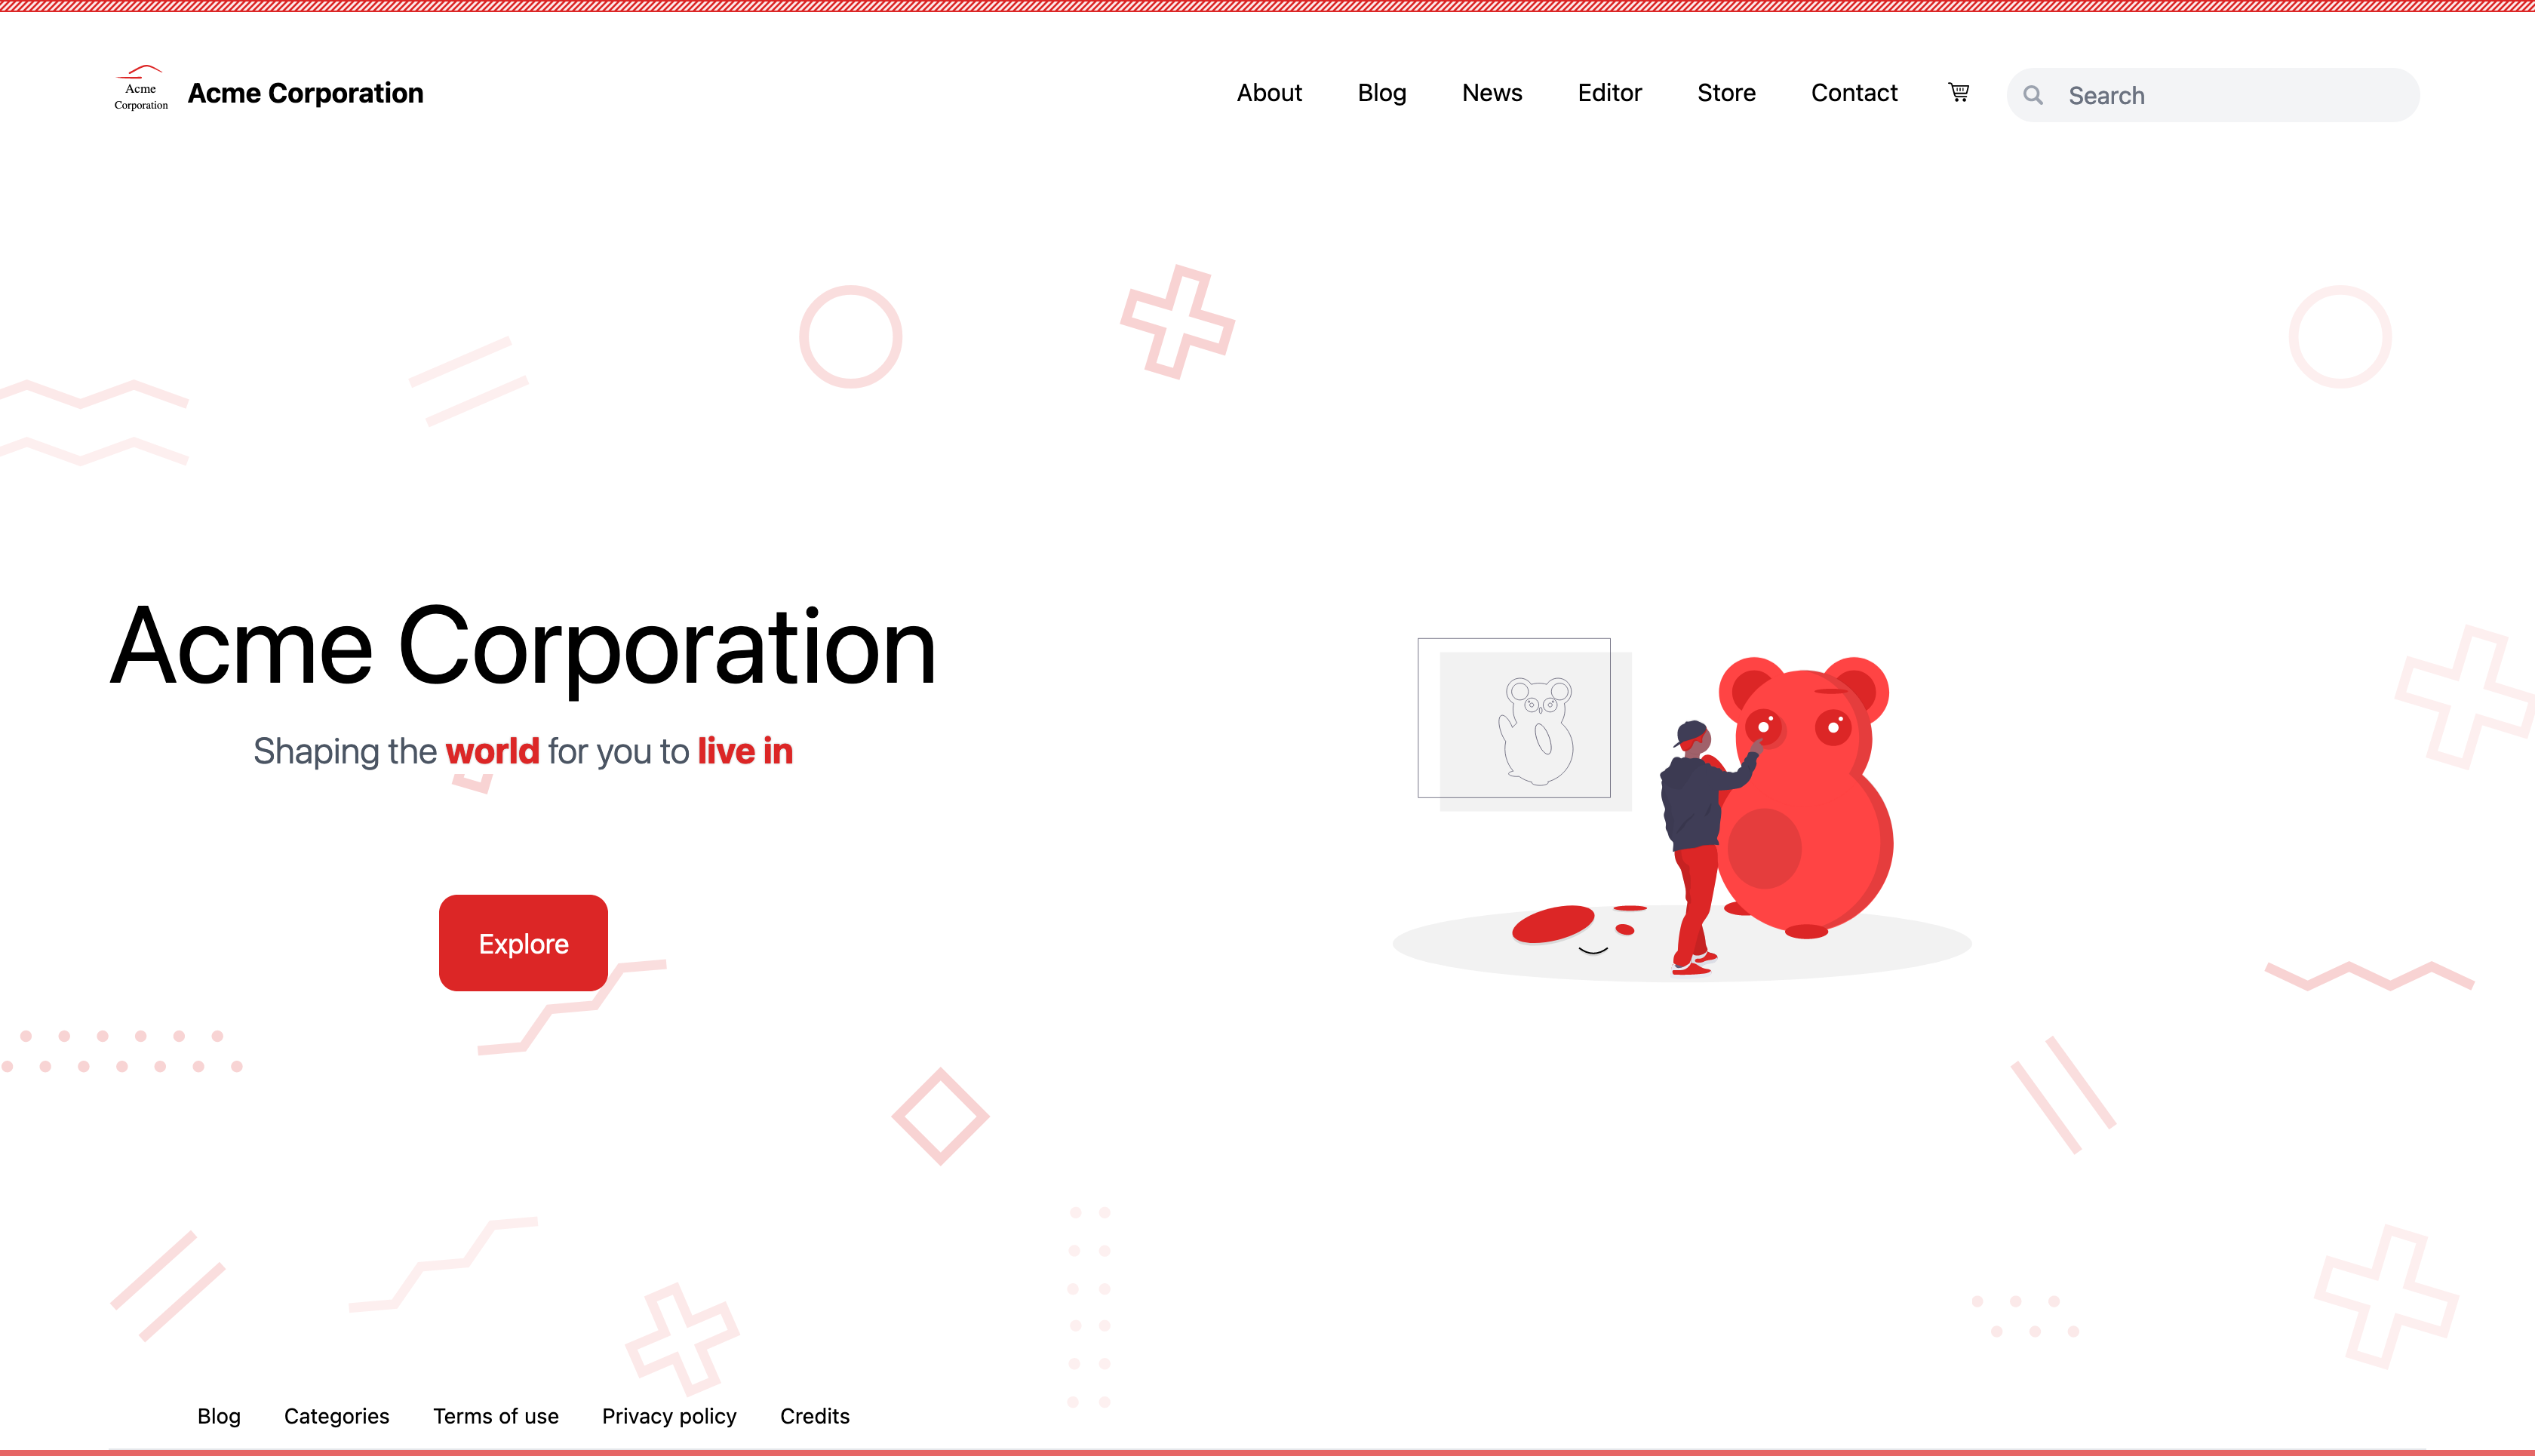 Acme
Corporation
Acme Corporation
About Blog News Editor Store Contact Search
Acme Corporation
Shaping the world for you to live in
Explore
Blog Categories Terms of use Privacy policy Credits